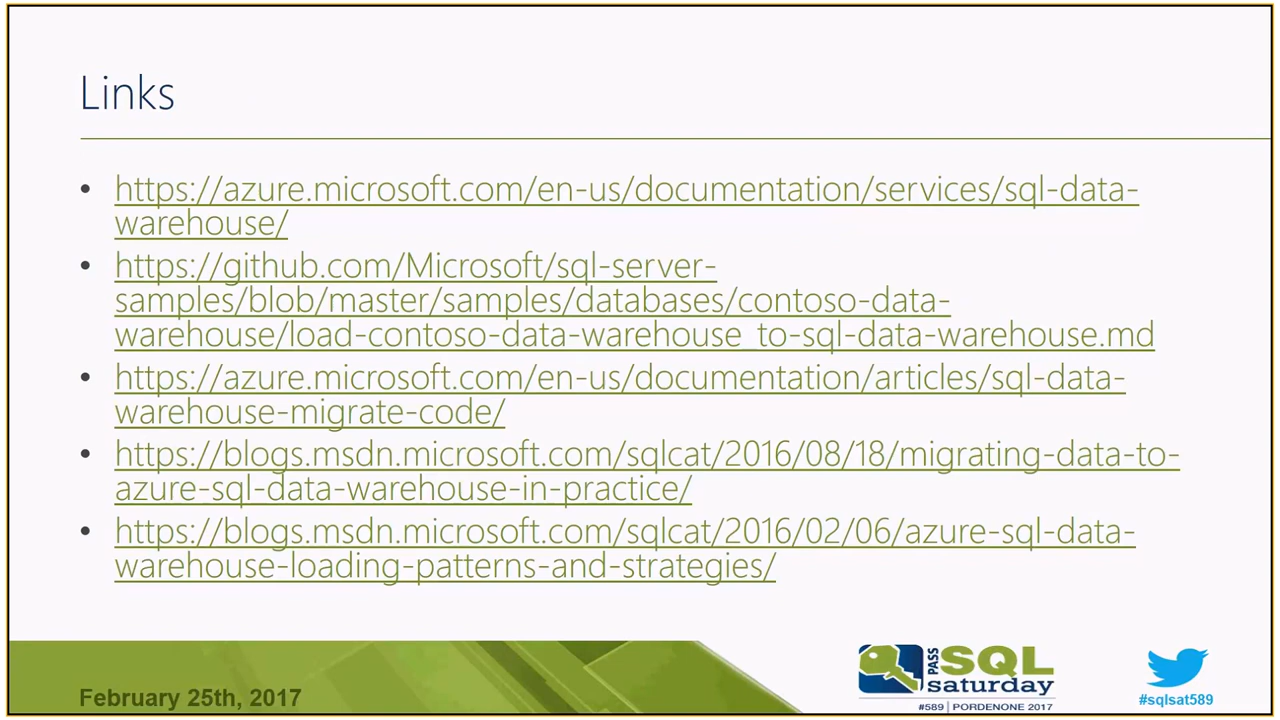 Links
• https://azure.microsoft.com/en-us/documentation/services/sql-data-
warehouse/
• https://github.com/Microsoft/sql-server-
samples/blob/master/samples/databases/contoso-data-
warehouse/load-contoso-data-warehouse_to-sql-data-warehouse.md
• https://azure.microsoft.com/en-us/documentation/articles/sql-data-
warehouse-migrate-code/
• https://blogs.msdn.microsoft.com/sqlcat/2016/08/18/migrating-data-to-
azure-sql-data-warehouse-in-practice/
• https://blogs.msdn.microsoft.com/sqlcat/2016/02/06/azure-sql-data-
warehouse-loading-patterns-and-strategies/
February 25th, 2017
PASS
SQL
saturday
#589 | PORDENONE 2017
#sqlsat589